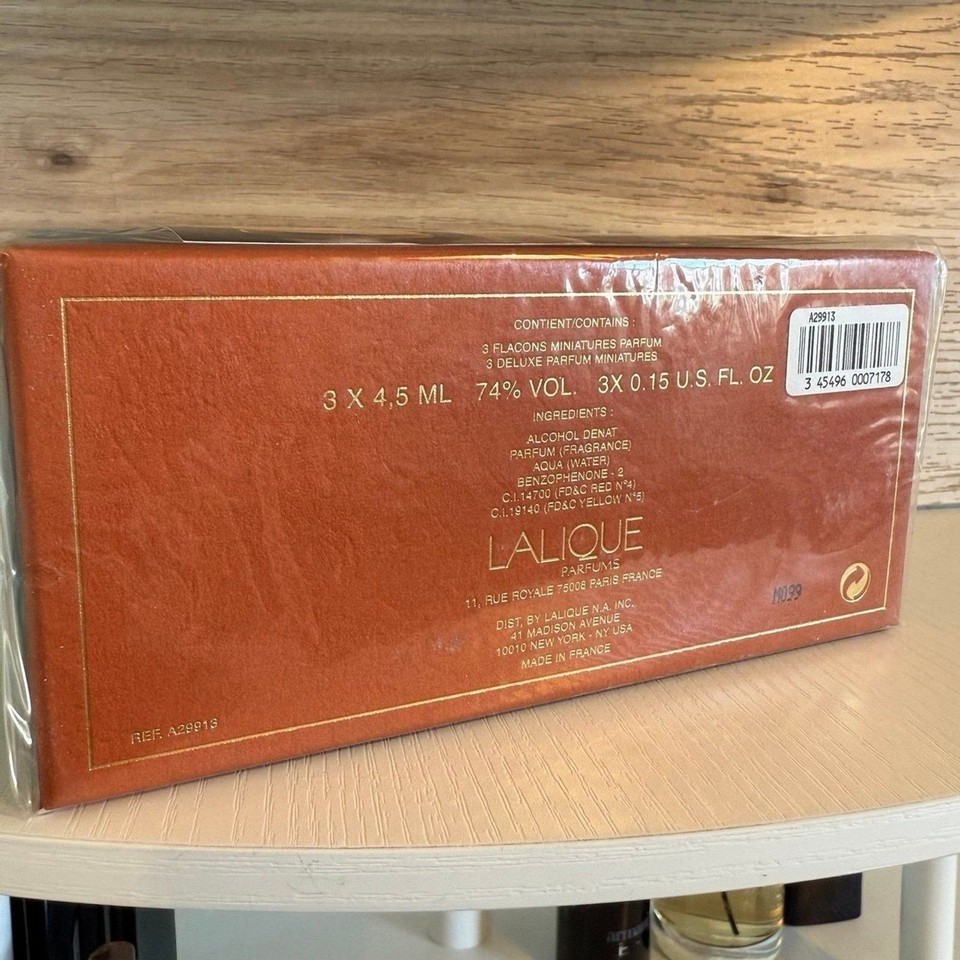 CONTIENT/CONTAINS :
3 FLACONS MINIATURES PARFUM
3 DELUXE PARFUM MINIATURES
3 X 4,5 ML 74% VOL. 3X 0.15 U.S. FL. OZ
INGREDIENTS :
ALCOHOL DENAT
PARFUM (FRAGRANCE)
AQUA (WATER)
BENZOPHENONE - 2
C.I.14700 (FD&C RED N°4)
C.I.19140 (FD&C YELLOW N°5)
LALIQUE
PARFUMS
11, RUE ROYALE 75008 PARIS FRANCE
DIST, BY LALIQUE N.A. INC.
41 MADISON AVENUE
10010 NEW YORK - NY USA
MADE IN FRANCE
REF. A29913
A29913
3 45496 0007178
M099